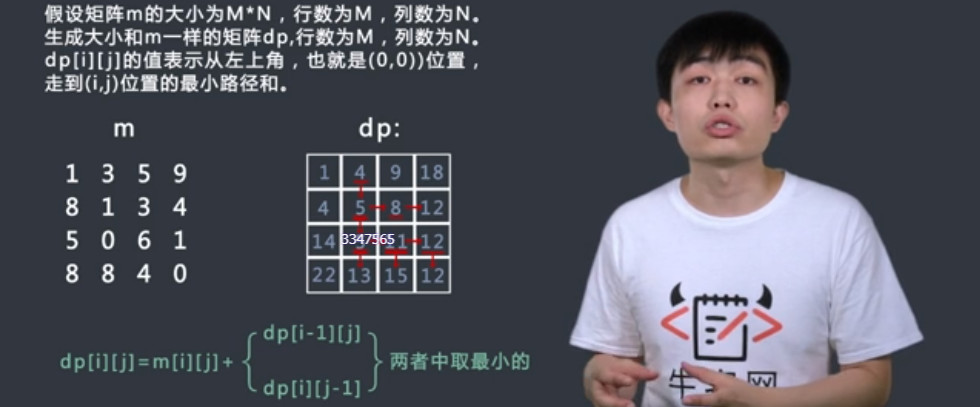 假设矩阵m的大小为M*N，行数为M，列数为N。
生成大小和m一样的矩阵dp,行数为M，列数为N。
dp[i][j]的值表示从左上角，也就是(0,0))位置，
走到(i,j)位置的最小路径和。
m
dp:
1 3 5 9
8 1 3 4
5 0 6 1
8 8 4 0
1 4 9 18
4 5 8 12
14 5 11 12
22 13 15 12
3347565
dp[i][j]=m[i][j]+
dp[i-1][j]
dp[i][j-1]
两者中取最小的
牛客网